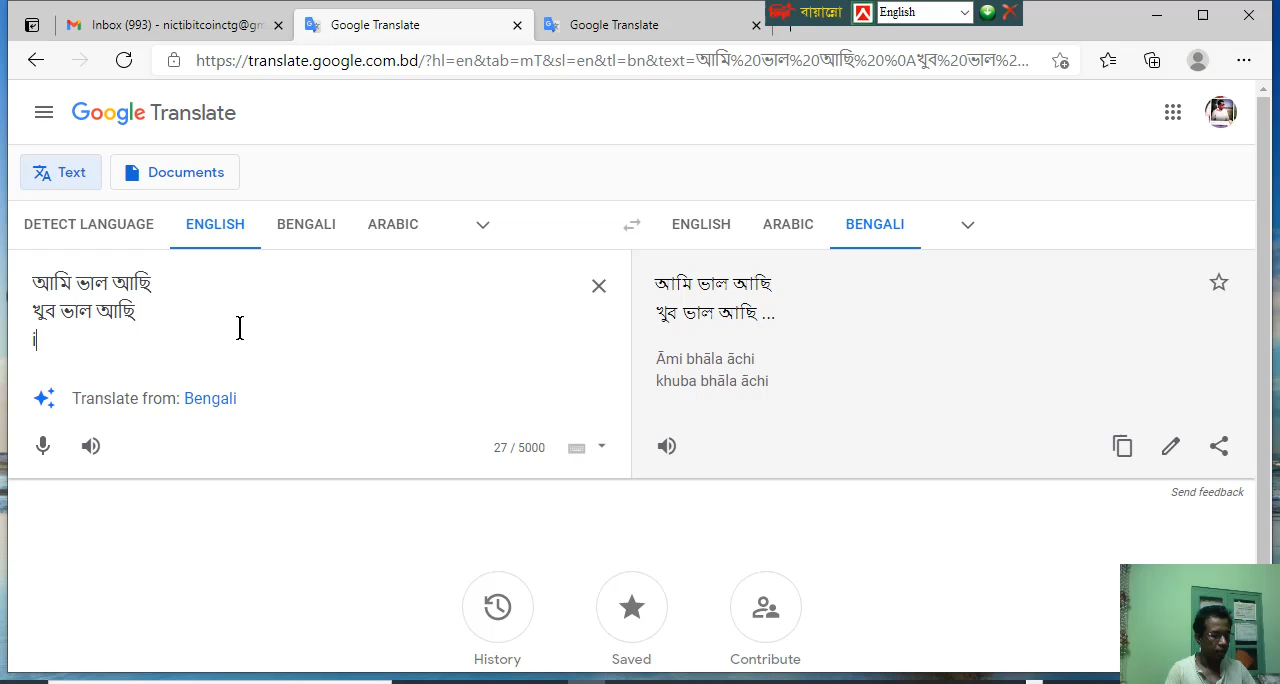 Inbox (993) - nictibitcoinctg@gm
Google Translate
Google Translate
বায়ান্নো
English
https://translate.google.com.bd/?hl=en&tab=mT&sl=en&tl=bn&text=আমি%20ভাল%20আছি%20%0Aখুব%20ভাল%2...
Google Translate
Text
Documents
DETECT LANGUAGE
ENGLISH
BENGALI
ARABIC
ENGLISH
ARABIC
BENGALI
আমি ভাল আছি
খুব ভাল আছি
i
Translate from: Bengali
27 / 5000
আমি ভাল আছি
খুব ভাল আছি ...
Āmi bhāla āchi
khuba bhāla āchi
Send feedback
History
Saved
Contribute